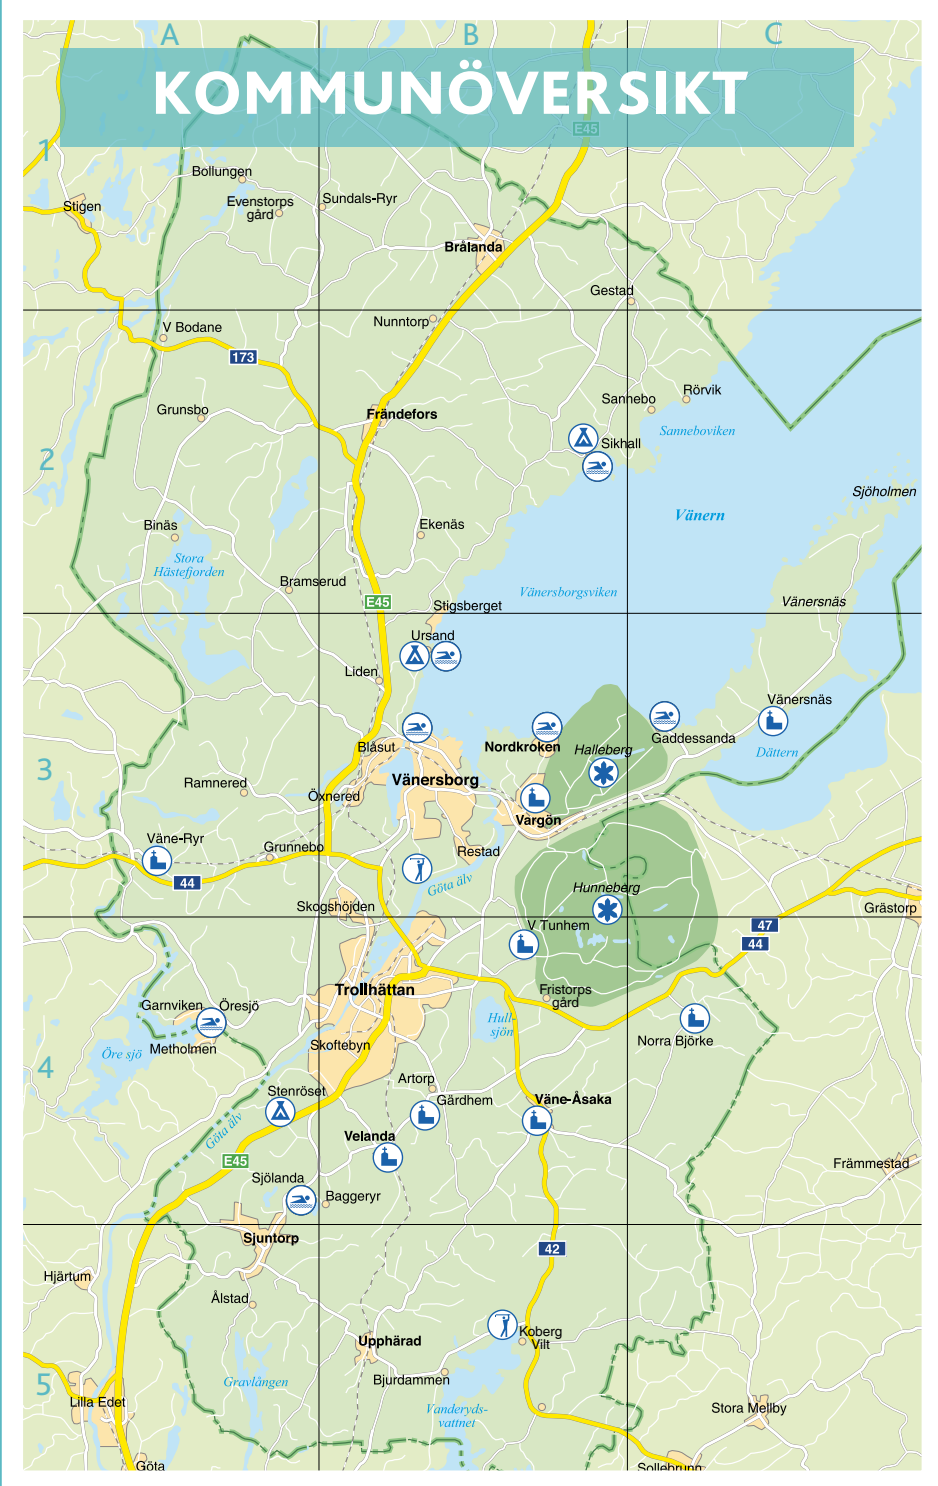 A
B
C
KOMMUNÖVERSIKT
E45
1
Bollungen
Evenstorps
gård
Sundals-Ryr
Stigen
Brålanda
Gestad
Nunntorp
V Bodane
173
Grunsbo
Frändefors
Sannebo
Rörvik
Sikhall
Sanneboviken
2
Sjöholmen
Vänern
Binäs
Ekenäs
Stora
Hästefjorden
Bramserud
Vänersborgsviken
E45
Stigsberget
Vänersnäs
Ursand
Liden
Vänersnäs
Gaddessanda
Blåsut
Nordkroken
Halleberg
Dättern
3
Ramnered
Vänersborg
Öxnered
Vargön
Väne-Ryr
Grunnebo
Restad
44
Göta älv
Hunneberg
Skogshöjden
Grästorp
V Tunhem
47
44
Trollhättan
Fristorps
gård
Garnviken
Öresjö
Hull-
sjön
Metholmen
Öre sjö
Skoftebyn
Norra Björke
4
Artorp
Stenröset
Gärdhem
Väne-Åsaka
Göta älv
Velanda
E45
Främmestad
Sjölanda
Baggeryr
Sjuntorp
42
Hjärtum
Ålstad
Koberg
Vilt
Upphärad
5
Gravlången
Bjurdammen
Lilla Edet
Vanderyds-
vattnet
Stora Mellby
Göta
Sollebrunn